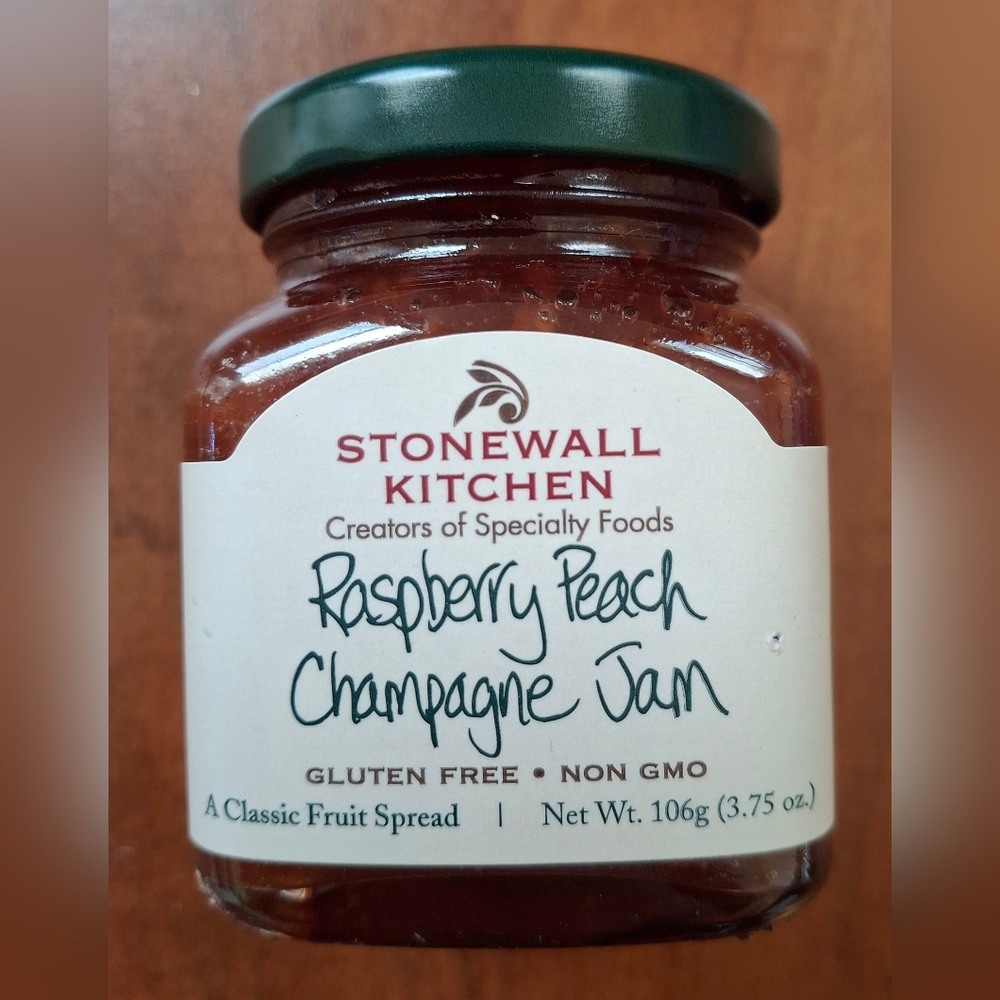 STONEWALL
KITCHEN
Creators of Specialty Foods
Raspberry Peach
Champagne Jam
GLUTEN FREE • NON GMO
A Classic Fruit Spread | Net Wt. 106g (3.75 oz.)